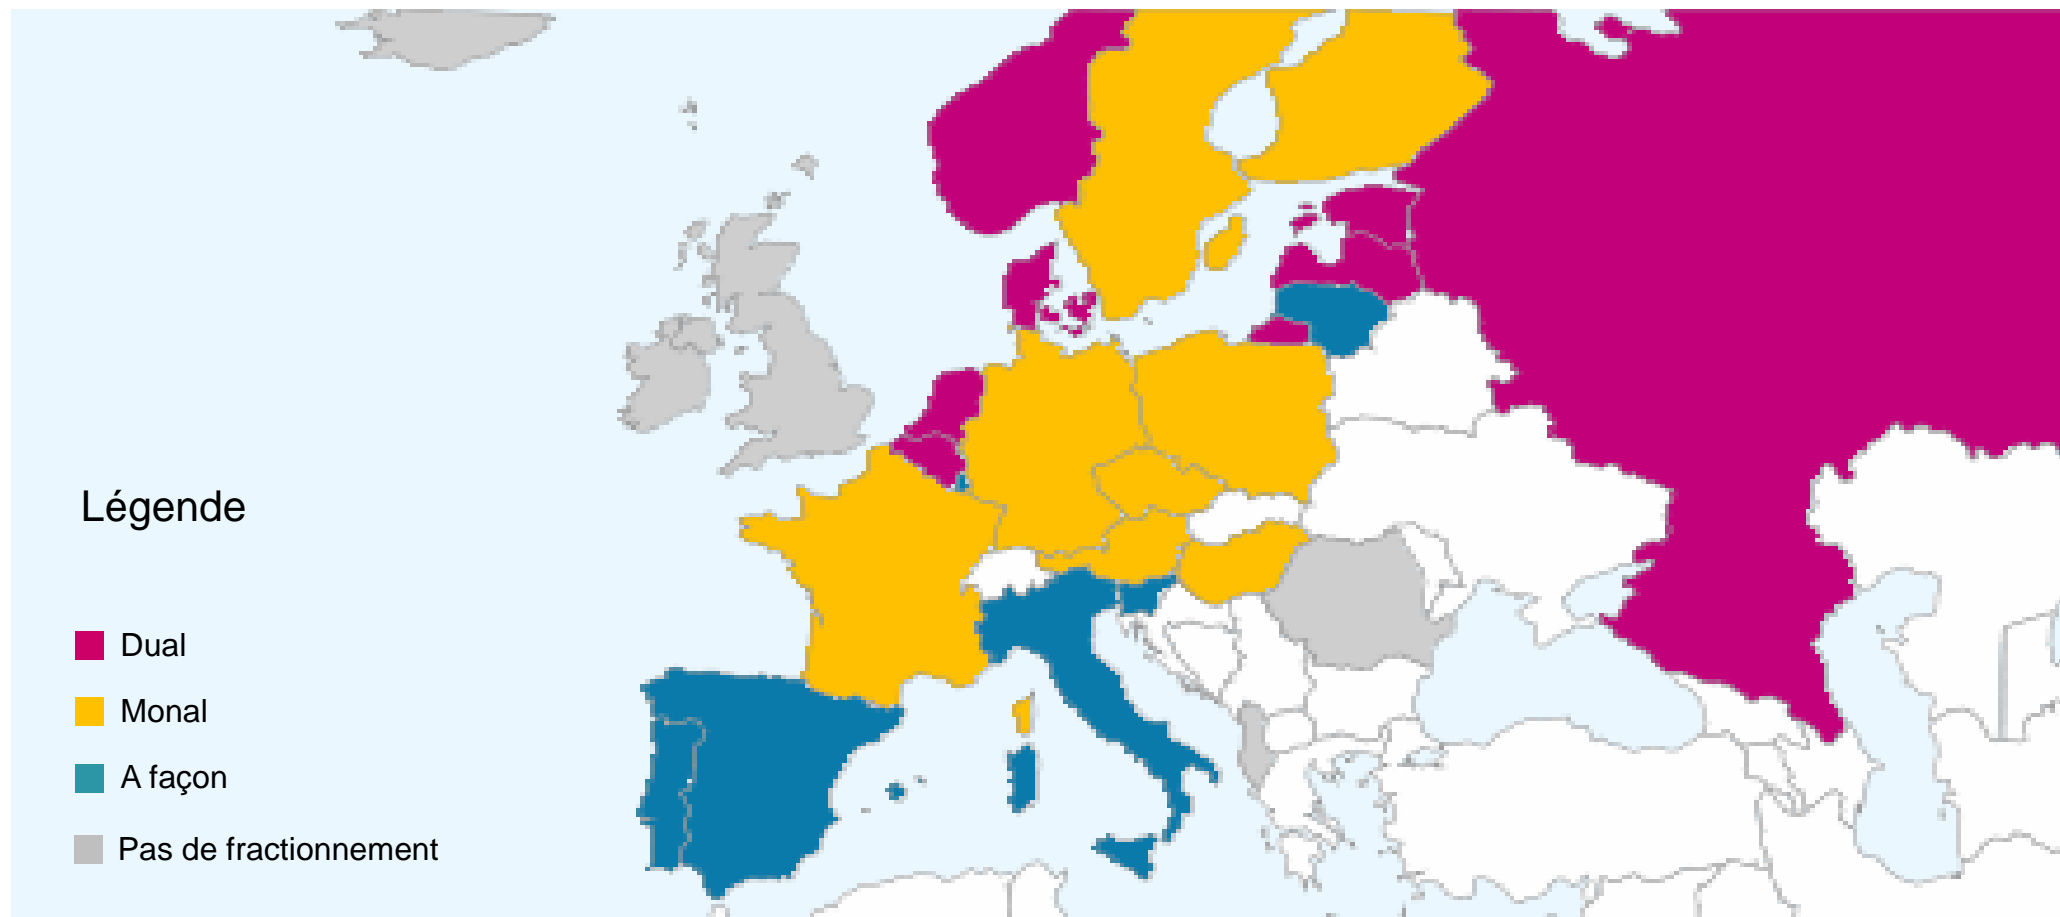 Légende
Dual
Monal
A façon
Pas de fractionnement